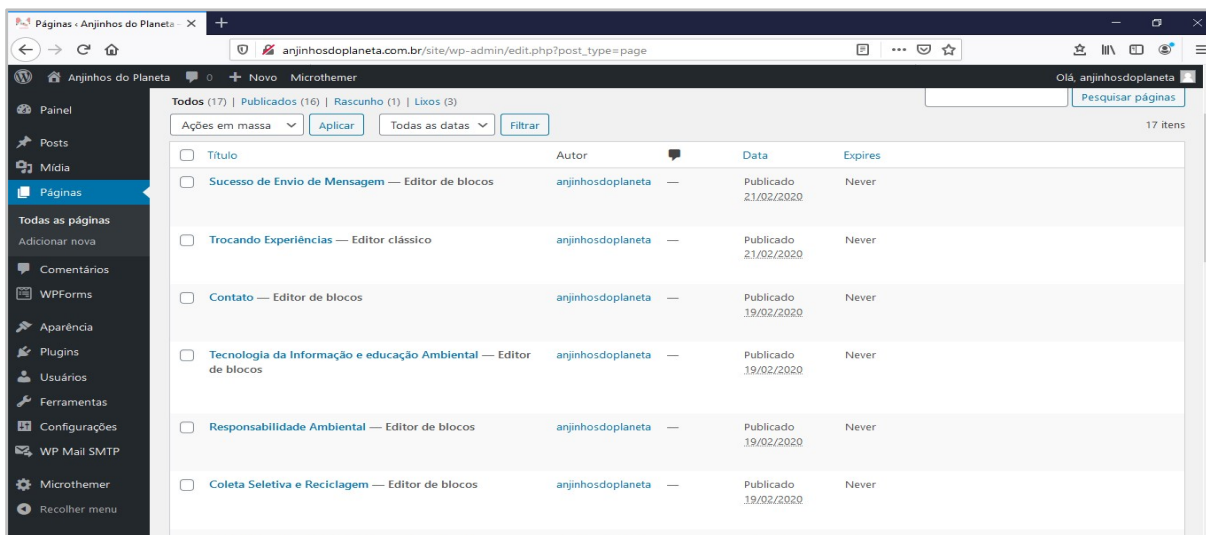 Páginas ‹ Anjinhos do Planeta -
anjinhosdoplaneta.com.br/site/wp-admin/edit.php?post_type=page
Anjinhos do Planeta 0 + Novo Microthemer Olá, anjinhosdoplaneta
Painel
Posts
Mídia
Páginas
Todas as páginas
Adicionar nova
Comentários
WPForms
Aparência
Plugins
Usuários
Ferramentas
Configurações
WP Mail SMTP
Microthemer
Recolher menu
Todos (17) | Publicados (16) | Rascunho (1) | Lixos (3)
Pesquisar páginas
Ações em massa Aplicar Todas as datas Filtrar 17 itens
Título Autor Data Expires
Sucesso de Envio de Mensagem — Editor de blocos anjinhosdoplaneta — Publicado Never
21/02/2020
Trocando Experiências — Editor clássico anjinhosdoplaneta — Publicado Never
21/02/2020
Contato — Editor de blocos anjinhosdoplaneta — Publicado Never
19/02/2020
Tecnologia da Informação e educação Ambiental — Editor anjinhosdoplaneta — Publicado Never
de blocos 19/02/2020
Responsabilidade Ambiental — Editor de blocos anjinhosdoplaneta — Publicado Never
19/02/2020
Coleta Seletiva e Reciclagem — Editor de blocos anjinhosdoplaneta — Publicado Never
19/02/2020